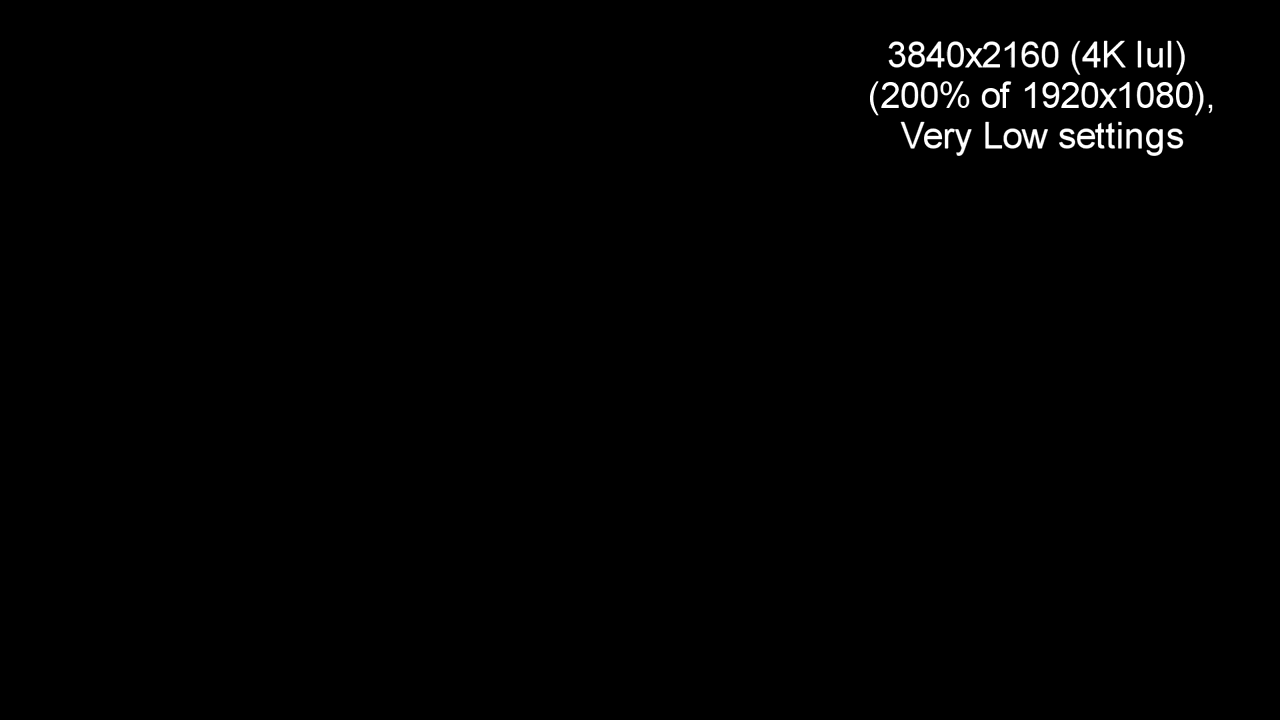 3840x2160 (4K lul)
(200% of 1920x1080),
Very Low settings